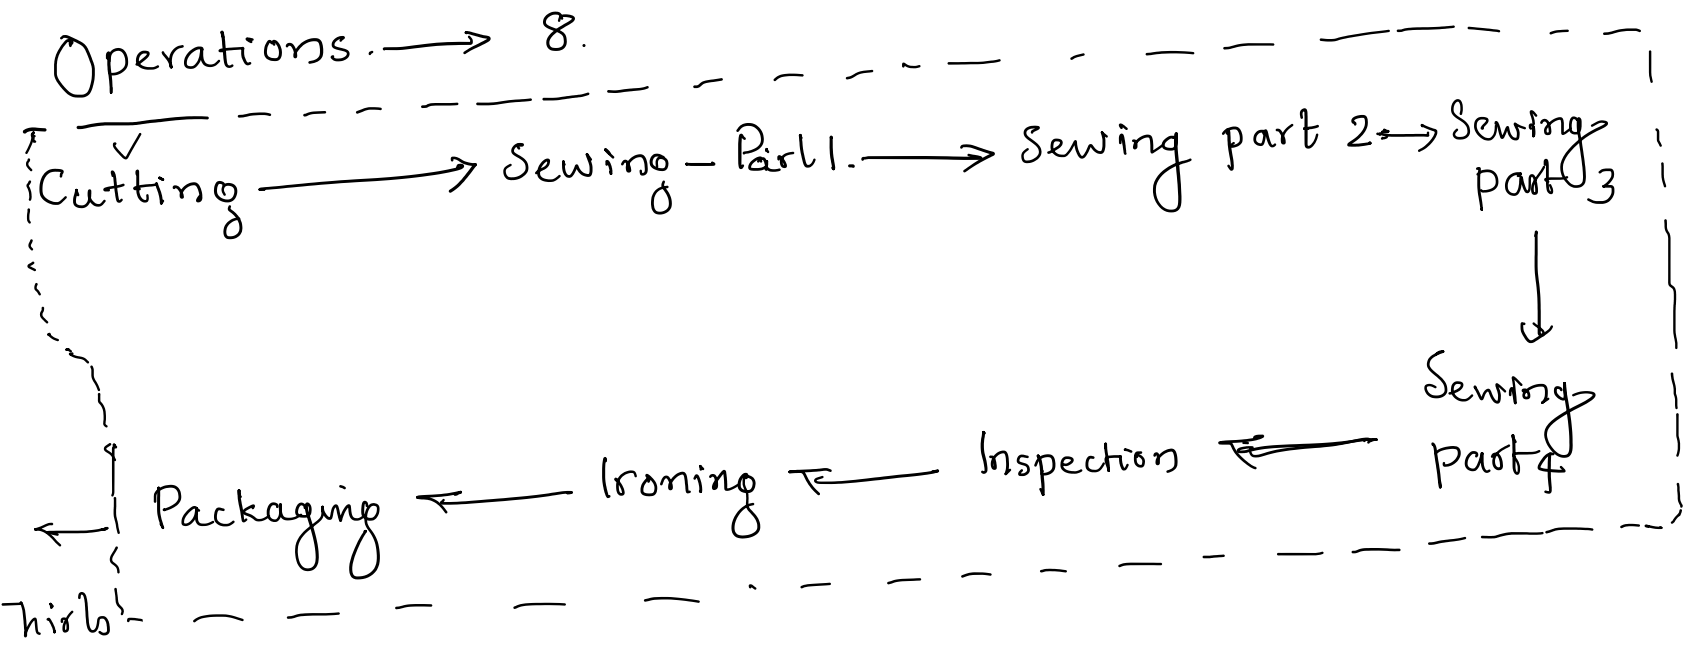 Operations. → 8.
Cutting → Sewing - Part 1. → Sewing part 2 → Sewing
part 3
Sewing
part 4
Packaging ← Ironing ← Inspection ←